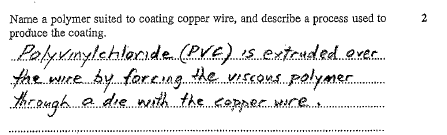 Name a polymer suited to coating copper wire, and describe a process used to 2
produce the coating.
Polyvinylchloride (PVC) is extruded over
the wire by forcing the viscous polymer
through a die with the copper wire.